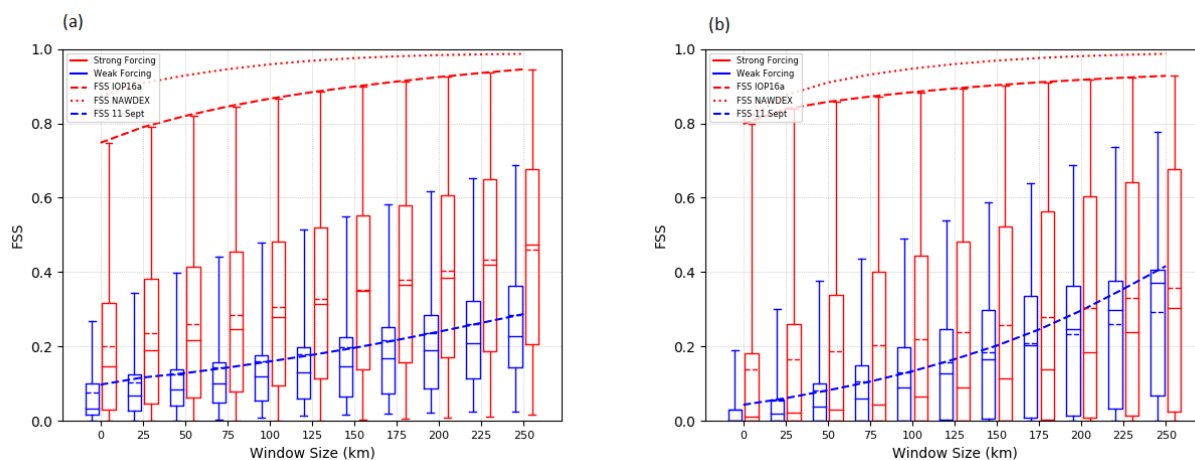 (a)
1.0
0.8
0.6
0.4
0.2
0.0
FSS
Strong Forcing
Weak Forcing
FSS IOP16a
FSS NAWDEX
FSS 11 Sept
0 25 50 75 100 125 150 175 200 225 250
Window Size (km)
(b)
1.0
0.8
0.6
0.4
0.2
0.0
FSS
Strong Forcing
Weak Forcing
FSS IOP16a
FSS NAWDEX
FSS 11 Sept
0 25 50 75 100 125 150 175 200 225 250
Window Size (km)